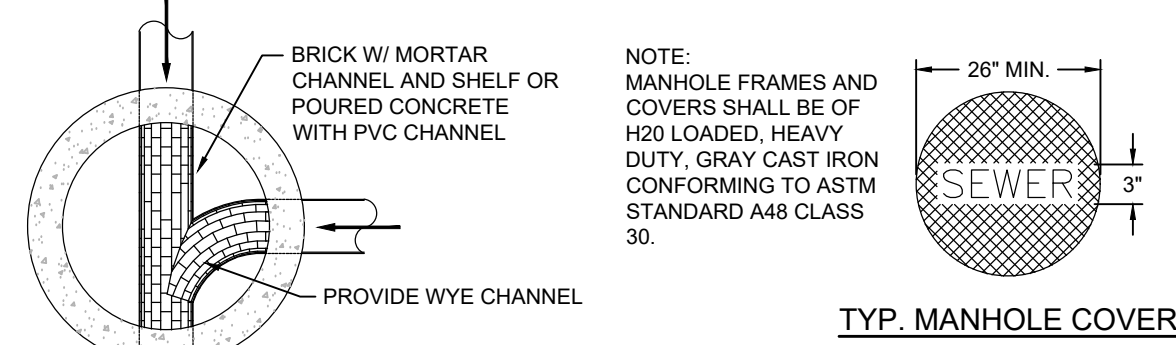 BRICK W/ MORTAR
CHANNEL AND SHELF OR
POURED CONCRETE
WITH PVC CHANNEL
PROVIDE WYE CHANNEL
NOTE:
MANHOLE FRAMES AND
COVERS SHALL BE OF
H20 LOADED, HEAVY
DUTY, GRAY CAST IRON
CONFORMING TO ASTM
STANDARD A48 CLASS
30.
26" MIN.
SEWER
3"
TYP. MANHOLE COVER